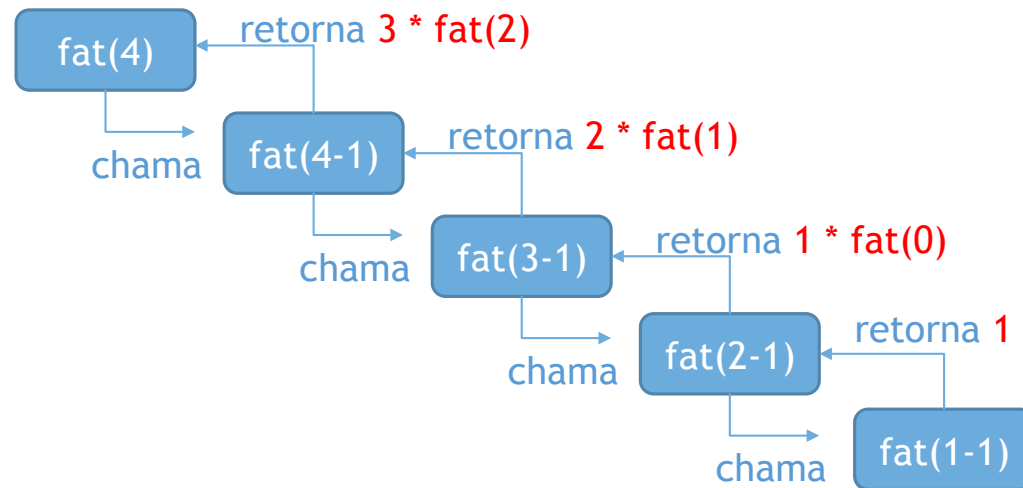 retorna 3 * fat(2)
fat(4)
retorna 2 * fat(1)
chama
fat(4-1)
retorna 1 * fat(0)
chama
fat(3-1)
retorna 1
chama
fat(2-1)
chama
fat(1-1)